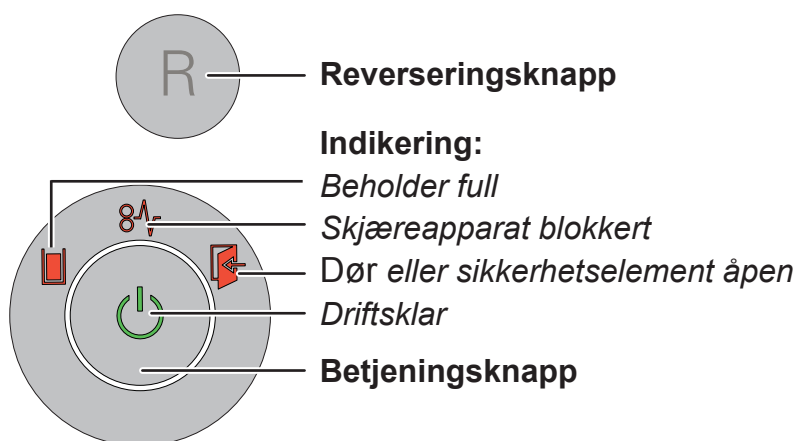 R
Reverseringsknapp
Indikering:
Beholder full
Skjæreapparat blokkert
Dør eller sikkerhetselement åpen
Driftsklar
Betjeningsknapp